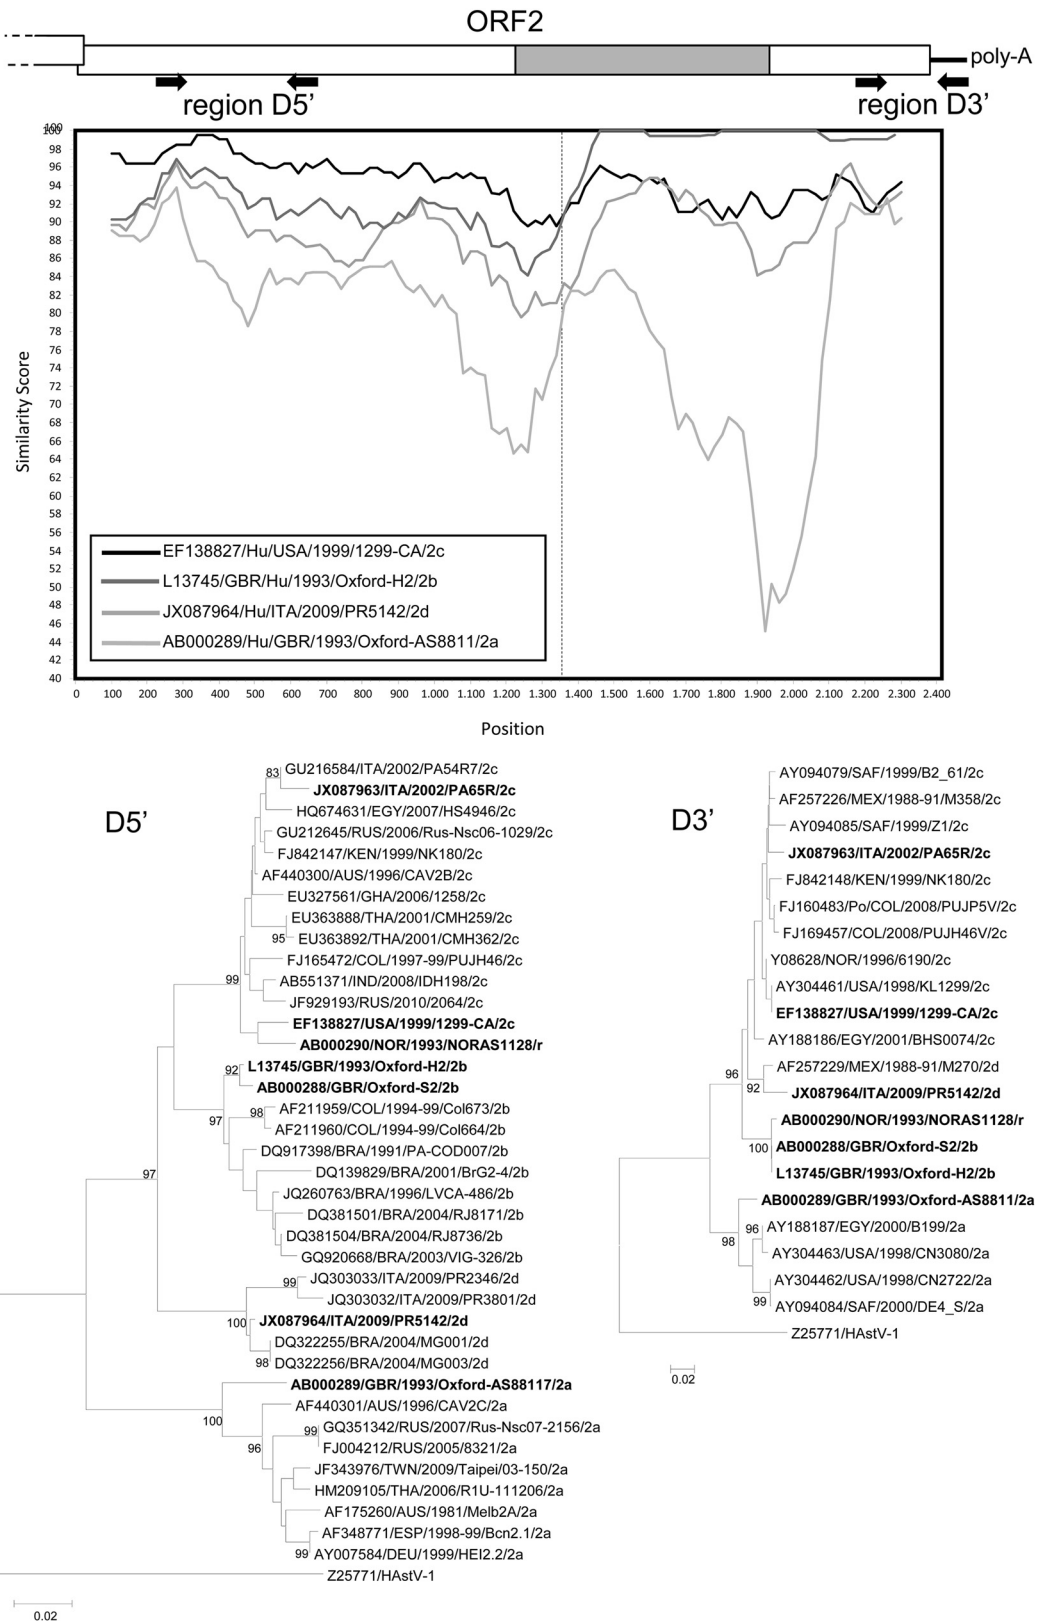 ORF2
poly-A
region D5’
region D3’
100
100
98
96
94
92
90
88
86
84
82
80
78
76
74
72
70
68
66
64
62
60
58
56
54
52
50
48
46
44
42
40
Similarity Score
EF138827/Hu/USA/1999/1299-CA/2c
L13745/GBR/Hu/1993/Oxford-H2/2b
JX087964/Hu/ITA/2009/PR5142/2d
AB000289/Hu/GBR/1993/Oxford-AS8811/2a
0 100 200 300 400 500 600 700 800 900 1.000 1.100 1.200 1.300 1.400 1.500 1.600 1.700 1.800 1.900 2.000 2.100 2.200 2.300 2.400
Position
D5’
83 GU216584/ITA/2002/PA54R7/2c
JX087963/ITA/2002/PA65R/2c
HQ674631/EGY/2007/HS4946/2c
GU212645/RUS/2006/Rus-Nsc06-1029/2c
FJ842147/KEN/1999/NK180/2c
AF440300/AUS/1996/CAV2B/2c
EU327561/GHA/2006/1258/2c
EU363888/THA/2001/CMH259/2c
95 EU363892/THA/2001/CMH362/2c
FJ165472/COL/1997-99/PUJH46/2c
99 AB551371/IND/2008/IDH198/2c
JF929193/RUS/2010/2064/2c
EF138827/USA/1999/1299-CA/2c
AB000290/NOR/1993/NORAS1128/r
92 L13745/GBR/1993/Oxford-H2/2b
AB000288/GBR/Oxford-S2/2b
98 AF211959/COL/1994-99/Col673/2b
97 AF211960/COL/1994-99/Col664/2b
DQ917398/BRA/1991/PA-COD007/2b
97 DQ139829/BRA/2001/BrG2-4/2b
JQ260763/BRA/1996/LVCA-486/2b
DQ381501/BRA/2004/RJ8171/2b
DQ381504/BRA/2004/RJ8736/2b
GQ920668/BRA/2003/VIG-326/2b
99 JQ303033/ITA/2009/PR2346/2d
JQ303032/ITA/2009/PR3801/2d
100 JX087964/ITA/2009/PR5142/2d
DQ322255/BRA/2004/MG001/2d
98 DQ322256/BRA/2004/MG003/2d
AB000289/GBR/1993/Oxford-AS88117/2a
AF440301/AUS/1996/CAV2C/2a
100 99 GQ351342/RUS/2007/Rus-Nsc07-2156/2a
96 FJ004212/RUS/2005/8321/2a
JF343976/TWN/2009/Taipei/03-150/2a
HM209105/THA/2006/R1U-111206/2a
AF175260/AUS/1981/Melb2A/2a
AF348771/ESP/1998-99/Bcn2.1/2a
99 AY007584/DEU/1999/HEI2.2/2a
Z25771/HAstV-1
0.02
D3’
AY094079/SAF/1999/B2_61/2c
AF257226/MEX/1988-91/M358/2c
AY094085/SAF/1999/Z1/2c
JX087963/ITA/2002/PA65R/2c
FJ842148/KEN/1999/NK180/2c
FJ160483/Po/COL/2008/PUJP5V/2c
FJ169457/COL/2008/PUJH46V/2c
Y08628/NOR/1996/6190/2c
AY304461/USA/1998/KL1299/2c
EF138827/USA/1999/1299-CA/2c
AY188186/EGY/2001/BHS0074/2c
96 AF257229/MEX/1988-91/M270/2d
92 JX087964/ITA/2009/PR5142/2d
AB000290/NOR/1993/NORAS1128/r
100 AB000288/GBR/Oxford-S2/2b
L13745/GBR/1993/Oxford-H2/2b
AB000289/GBR/1993/Oxford-AS8811/2a
96 AY188187/EGY/2000/B199/2a
98 AY304463/USA/1998/CN3080/2a
AY304462/USA/1998/CN2722/2a
99 AY094084/SAF/2000/DE4_S/2a
Z25771/HAstV-1
0.02